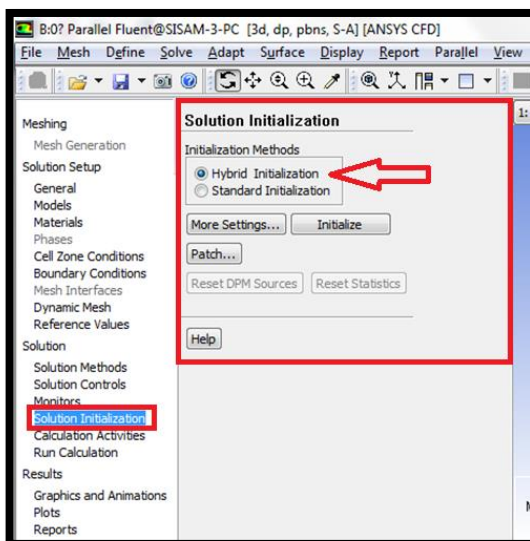 B:0? Parallel Fluent@SISAM-3-PC [3d, dp, pbns, S-A] [ANSYS CFD]
File Mesh Define Solve Adapt Surface Display Report Parallel View
Meshing
Mesh Generation
Solution Setup
General
Models
Materials
Phases
Cell Zone Conditions
Boundary Conditions
Mesh Interfaces
Dynamic Mesh
Reference Values
Solution
Solution Methods
Solution Controls
Monitors
Solution Initialization
Calculation Activities
Run Calculation
Results
Graphics and Animations
Plots
Reports
Solution Initialization
Initialization Methods
Hybrid Initialization
Standard Initialization
More Settings... Initialize
Patch...
Reset DPM Sources Reset Statistics
Help
1: